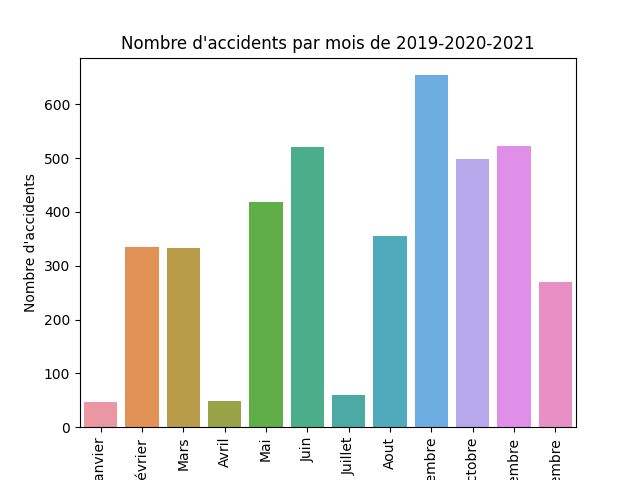 Nombre d'accidents par mois de 2019-2020-2021
Nombre d'accidents
600
500
400
300
200
100
0
anvier
évrier
Mars
Avril
Mai
Juin
Juillet
Aout
embre
ctobre
embre
embre